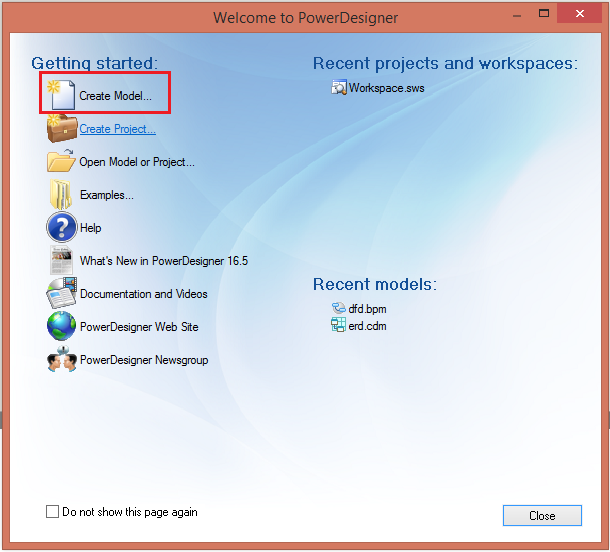 Welcome to PowerDesigner
Getting started:
Create Model...
Create Project...
Open Model or Project...
Examples...
Help
What's New in PowerDesigner 16.5
Documentation and Videos
PowerDesigner Web Site
PowerDesigner Newsgroup
Recent projects and workspaces:
Workspace.sws
Recent models:
dfd.bpm
erd.cdm
Do not show this page again
Close